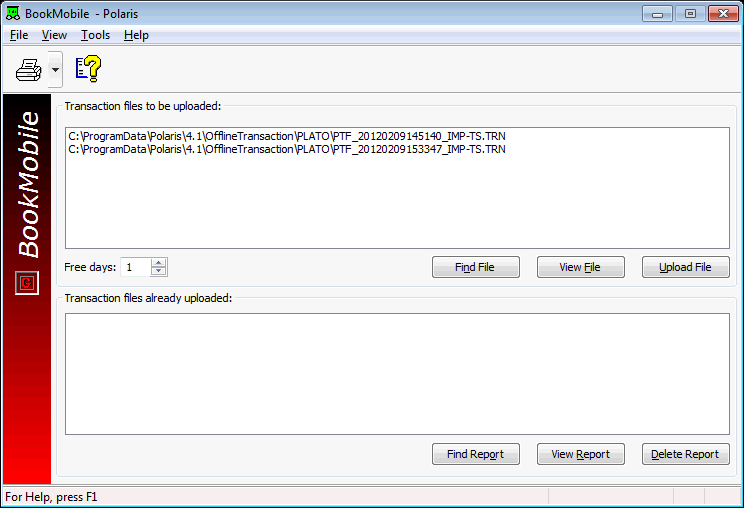 BookMobile - Polaris
File View Tools Help
BookMobile
G
Transaction files to be uploaded:
C:\ProgramData\Polaris\4.1\OfflineTransaction\PLATO\PTF_20120209145140_IMP-TS.TRN
C:\ProgramData\Polaris\4.1\OfflineTransaction\PLATO\PTF_20120209153347_IMP-TS.TRN
Free days: 1
Find File View File Upload File
Transaction files already uploaded:
Find Report View Report Delete Report
For Help, press F1